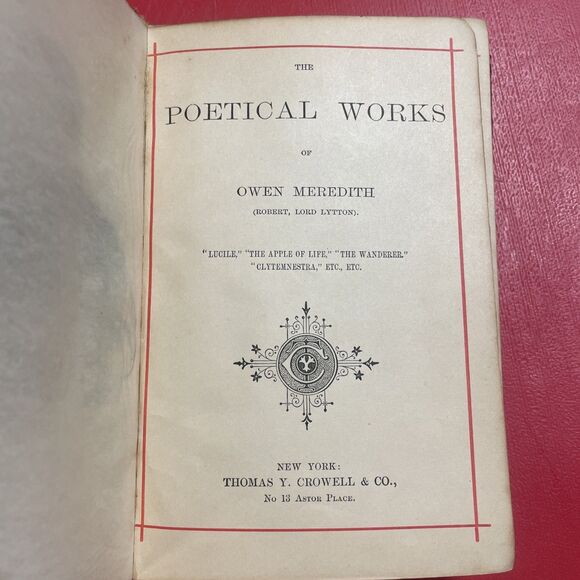 THE
POETICAL WORKS
OF
OWEN MEREDITH
(ROBERT, LORD LYTTON).
"LUCILE," "THE APPLE OF LIFE," "THE WANDERER,"
"CLYTEMNESTRA," ETC., ETC.
NEW YORK:
THOMAS Y. CROWELL & CO.,
No 13 ASTOR PLACE.